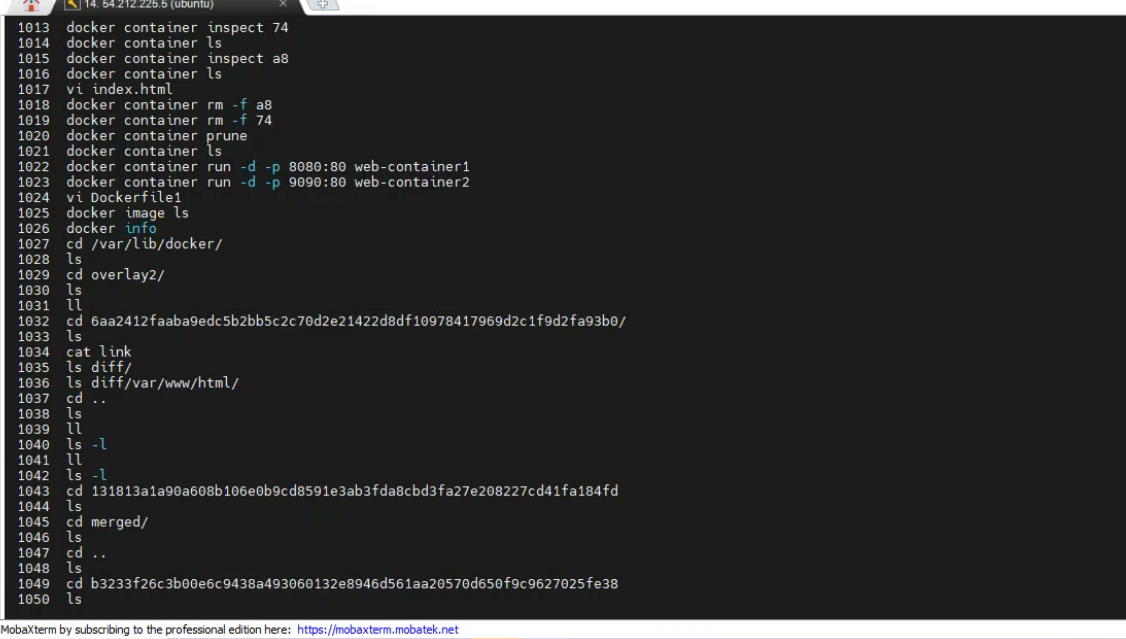 14. 54.212.225.5 (ubuntu)
1013 docker container inspect 74
1014 docker container ls
1015 docker container inspect a8
1016 docker container ls
1017 vi index.html
1018 docker container rm -f a8
1019 docker container rm -f 74
1020 docker container prune
1021 docker container ls
1022 docker container run -d -p 8080:80 web-container1
1023 docker container run -d -p 9090:80 web-container2
1024 vi Dockerfile1
1025 docker image ls
1026 docker info
1027 cd /var/lib/docker/
1028 ls
1029 cd overlay2/
1030 ls
1031 ll
1032 cd 6aa2412faaba9edc5b2bb5c2c70d2e21422d8df10978417969d2c1f9d2fa93b0/
1033 ls
1034 cat link
1035 ls diff/
1036 ls diff/var/www/html/
1037 cd ..
1038 ls
1039 ll
1040 ls -l
1041 ll
1042 ls -l
1043 cd 131813a1a90a608b106e0b9cd8591e3ab3fda8cbd3fa27e208227cd41fa184fd
1044 ls
1045 cd merged/
1046 ls
1047 cd ..
1048 ls
1049 cd b3233f26c3b00e6c9438a493060132e8946d561aa20570d650f9c9627025fe38
1050 ls
MobaXterm by subscribing to the professional edition here: https://mobaxterm.mobatek.net